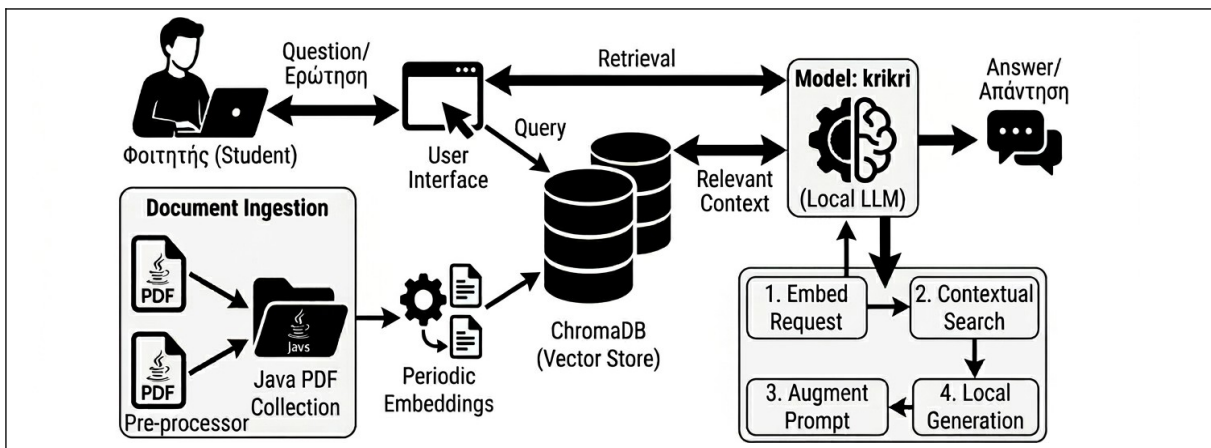 Question/
Ερώτηση
Φοιτητής (Student)
User
Interface
Retrieval
Query
Model: krikri
(Local LLM)
Answer/
Απάντηση
Relevant
Context
Document Ingestion
PDF
PDF
Pre-processor
Javs
Java PDF
Collection
Periodic
Embeddings
ChromaDB
(Vector Store)
1. Embed
Request
2. Contextual
Search
3. Augment
Prompt
4. Local
Generation